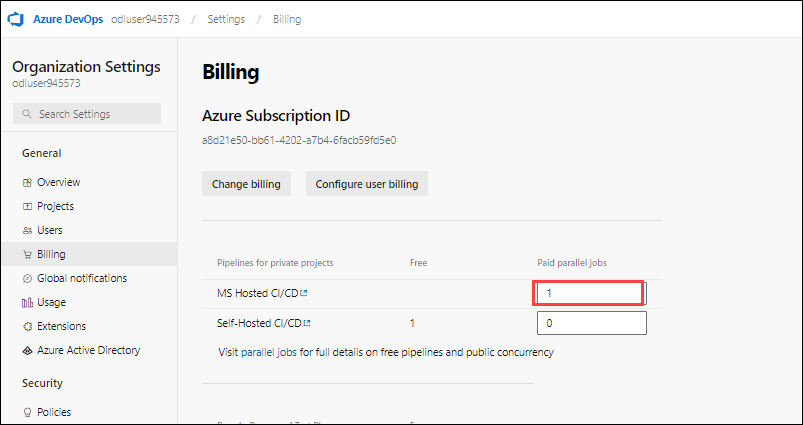 Azure DevOps odluser945573 / Settings / Billing
Organization Settings
odluser945573
Search Settings
General
Overview
Projects
Users
Billing
Global notifications
Usage
Extensions
Azure Active Directory
Security
Policies
Billing
Azure Subscription ID
a8d21e50-bb61-4202-a7b4-6facb59fd5e0
Change billing Configure user billing
Pipelines for private projects Free Paid parallel jobs
MS Hosted CI/CD 1
Self-Hosted CI/CD 1 0
Visit parallel jobs for full details on free pipelines and public concurrency